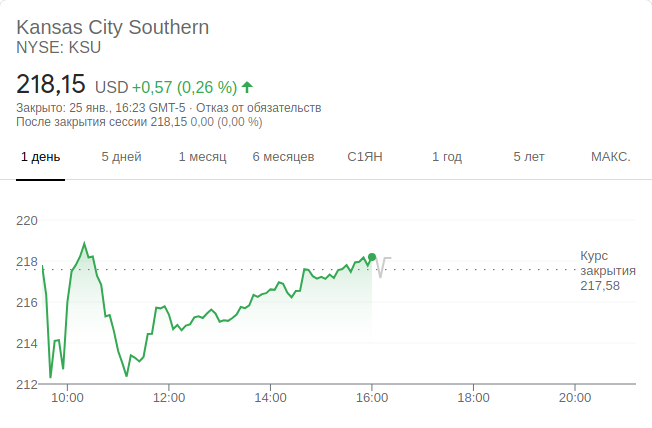 Kansas City Southern
NYSE: KSU
218,15 USD +0,57 (0,26 %)
Закрыто: 25 янв., 16:23 GMT-5 · Отказ от обязательств
После закрытия сессии 218,15 0,00 (0,00 %)
1 день 5 дней 1 месяц 6 месяцев С1ЯН 1 год 5 лет МАКС.
220
218
216
214
212
Курс
закрытия
217,58
10:00 12:00 14:00 16:00 18:00 20:00